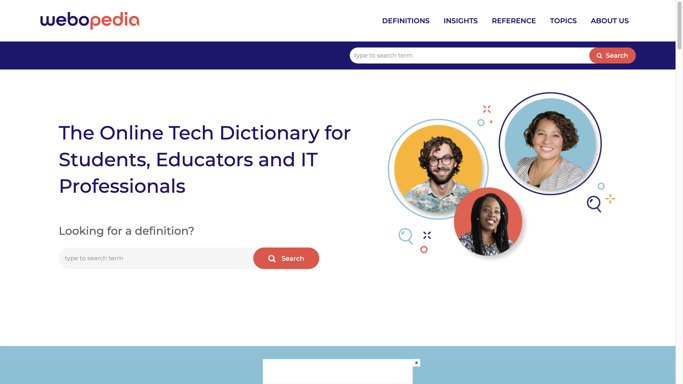 webopedia
DEFINITIONS INSIGHTS REFERENCE TOPICS ABOUT US
type to search term Search
The Online Tech Dictionary for
Students, Educators and IT
Professionals
Looking for a definition?
type to search term Search